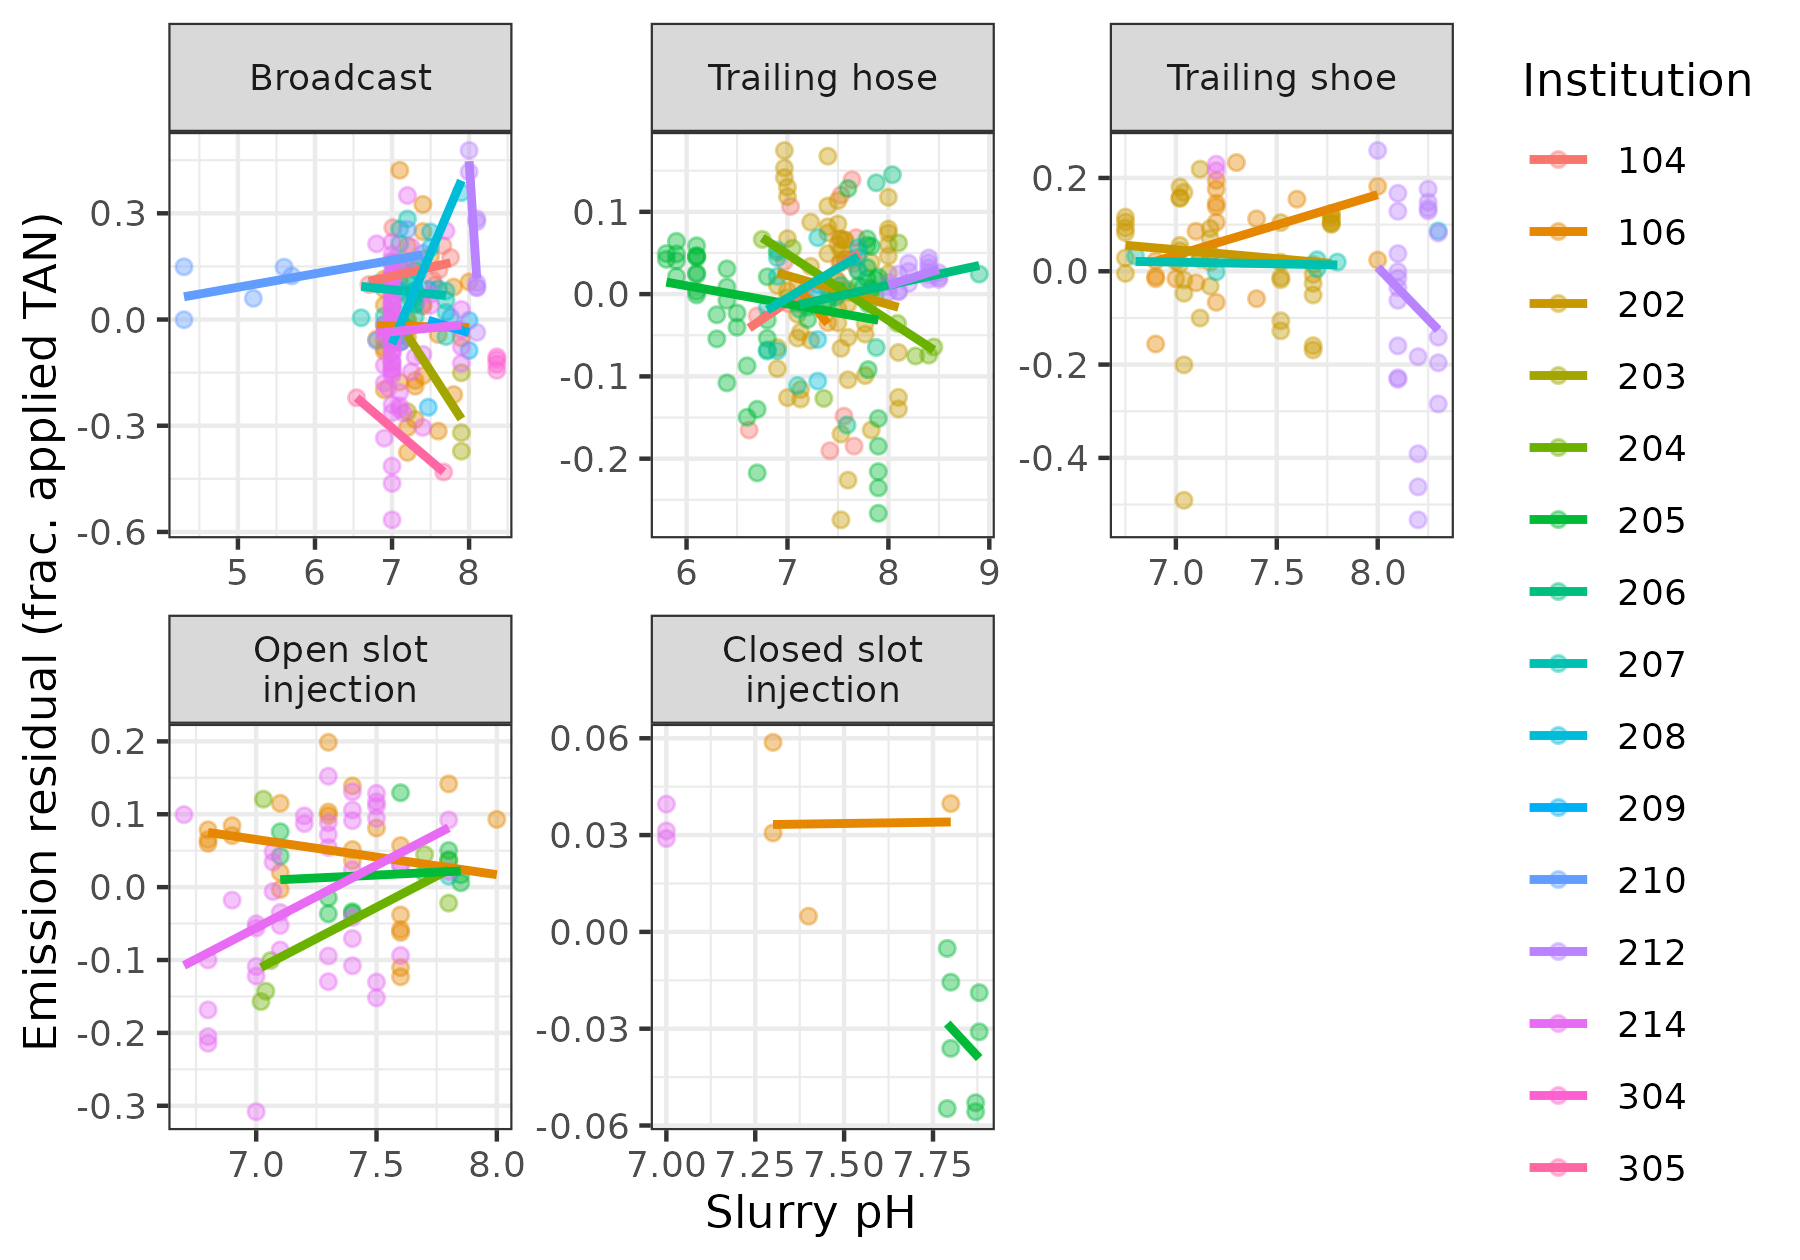 Broadcast
Trailing hose
Trailing shoe
Institution
Emission residual (frac. applied TAN)
0.3
0.0
-0.3
-0.6
5 6 7 8
0.1
0.0
-0.1
-0.2
6 7 8 9
0.2
0.0
-0.2
-0.4
7.0 7.5 8.0
Open slot
injection
Closed slot
injection
0.2
0.1
0.0
-0.1
-0.2
-0.3
7.0 7.5 8.0
0.06
0.03
0.00
-0.03
-0.06
7.00 7.25 7.50 7.75
Slurry pH
104
106
202
203
204
205
206
207
208
209
210
212
214
304
305